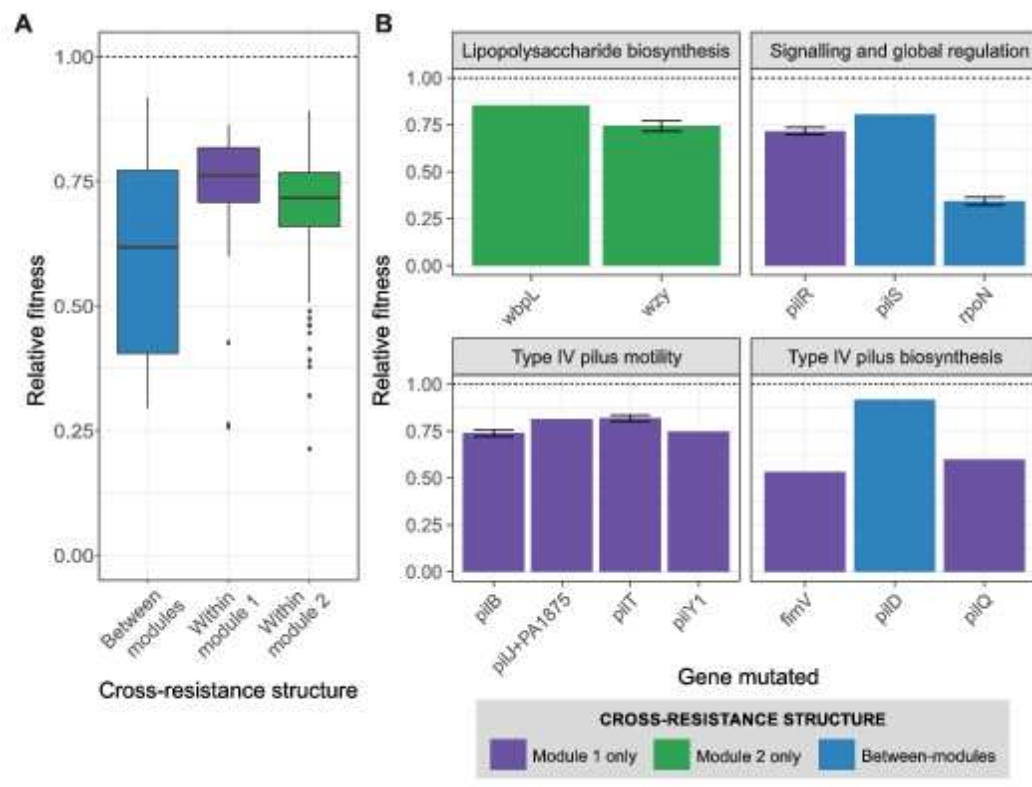 A
B
Relative fitness
1.00
0.75
0.50
0.25
0.00
Between
modules
Within
module 1
Within
module 2
Cross-resistance structure
Relative fitness
Lipopolysaccharide biosynthesis
Signalling and global regulation
1.00
0.75
0.50
0.25
0.00
wbpL
wzy
pilR
pilS
rpoN
Type IV pilus motility
Type IV pilus biosynthesis
1.00
0.75
0.50
0.25
0.00
pilB
pilJ+PA1875
pilT
pilY1
fimV
pilD
pilQ
Gene mutated
CROSS-RESISTANCE STRUCTURE
Module 1 only
Module 2 only
Between-modules